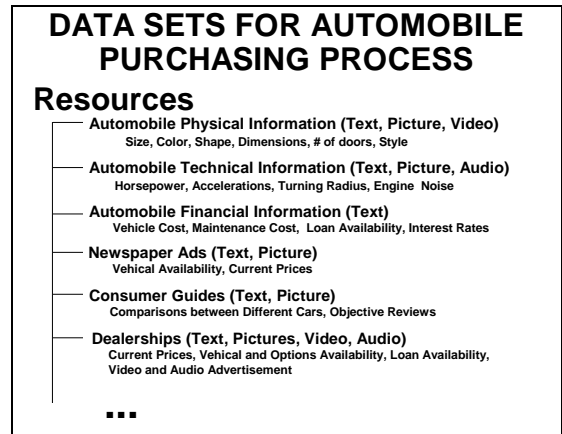 DATA SETS FOR AUTOMOBILE
PURCHASING PROCESS
Resources
Automobile Physical Information (Text, Picture, Video)
Size, Color, Shape, Dimensions, # of doors, Style
Automobile Technical Information (Text, Picture, Audio)
Horsepower, Accelerations, Turning Radius, Engine Noise
Automobile Financial Information (Text)
Vehicle Cost, Maintenance Cost, Loan Availability, Interest Rates
Newspaper Ads (Text, Picture)
Vehical Availability, Current Prices
Consumer Guides (Text, Picture)
Comparisons between Different Cars, Objective Reviews
Dealerships (Text, Pictures, Video, Audio)
Current Prices, Vehical and Options Availability, Loan Availability,
Video and Audio Advertisement
...